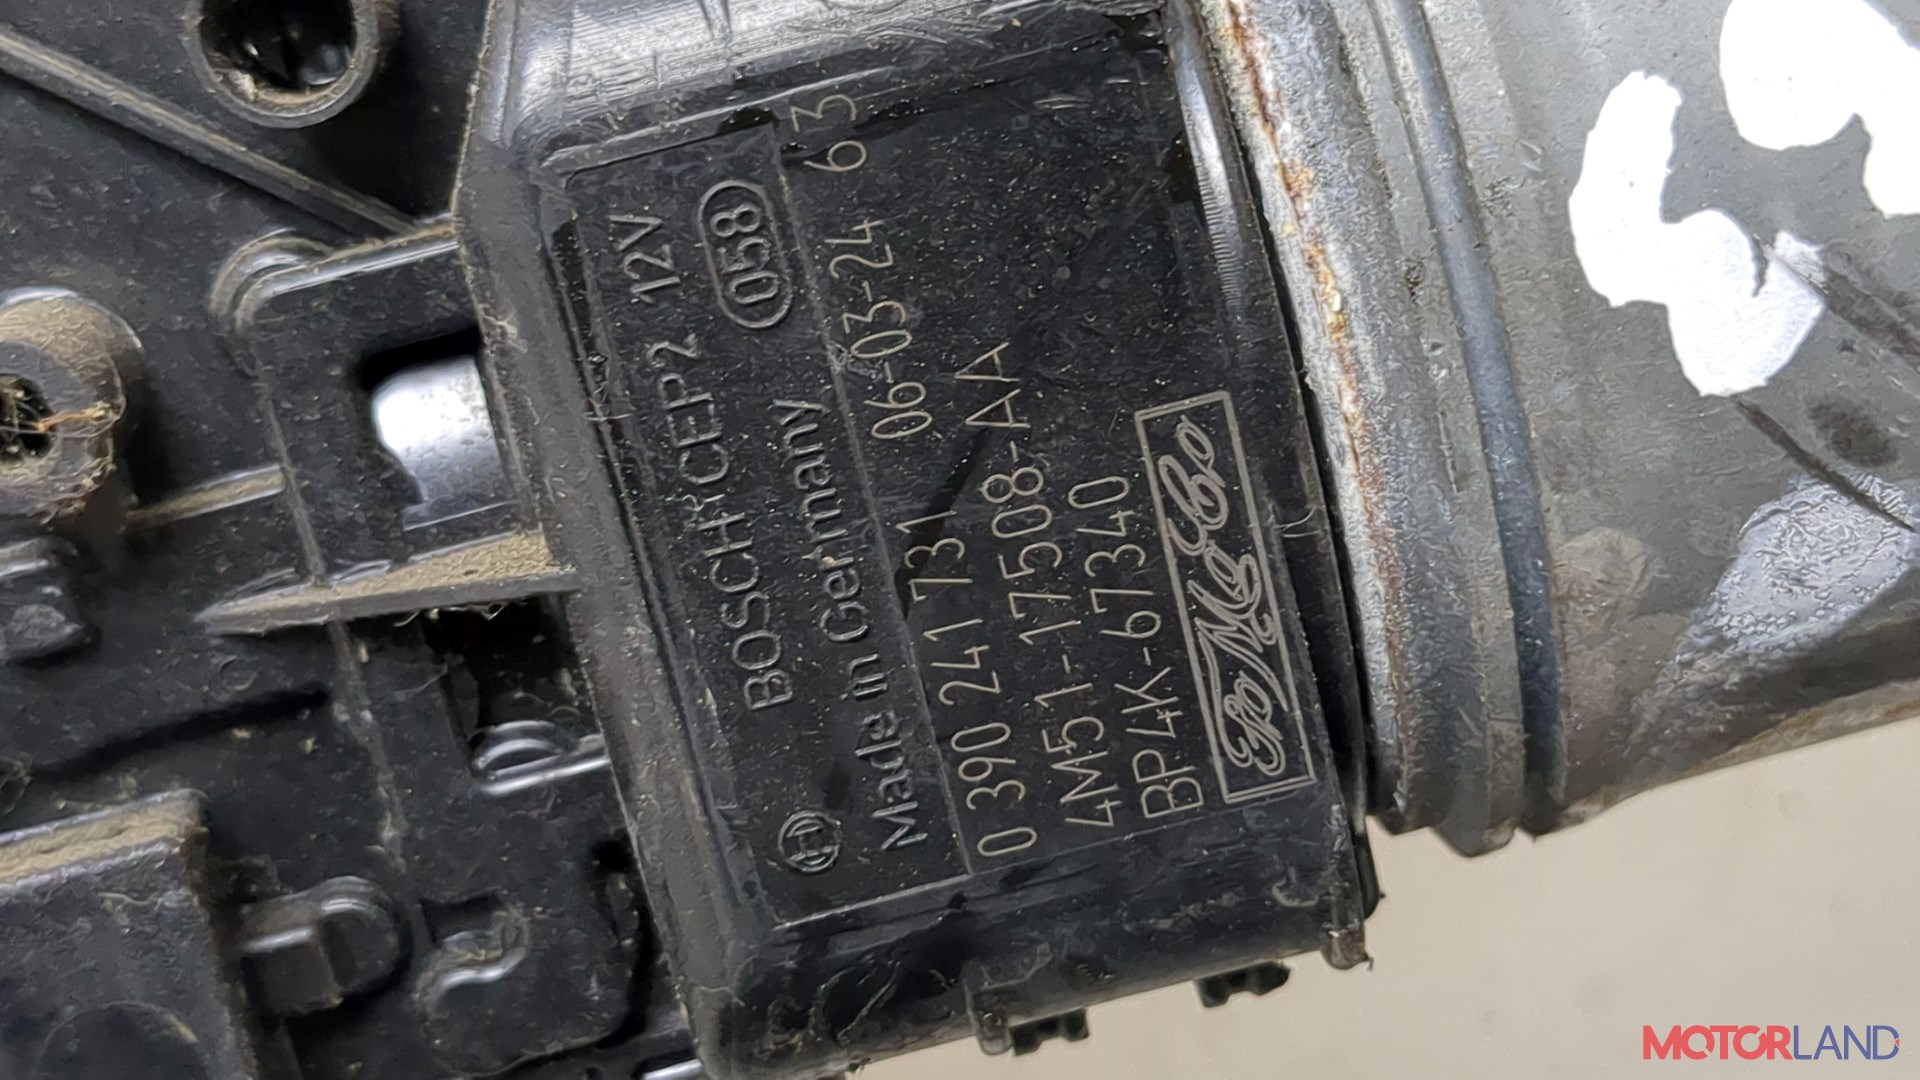 BOSCH CEP2 12V
Made in Germany 058
0 390 241 731 06-03-24 63
4M51-17508-AA
BP4K-67340
FoMoCo
MOTORLAND